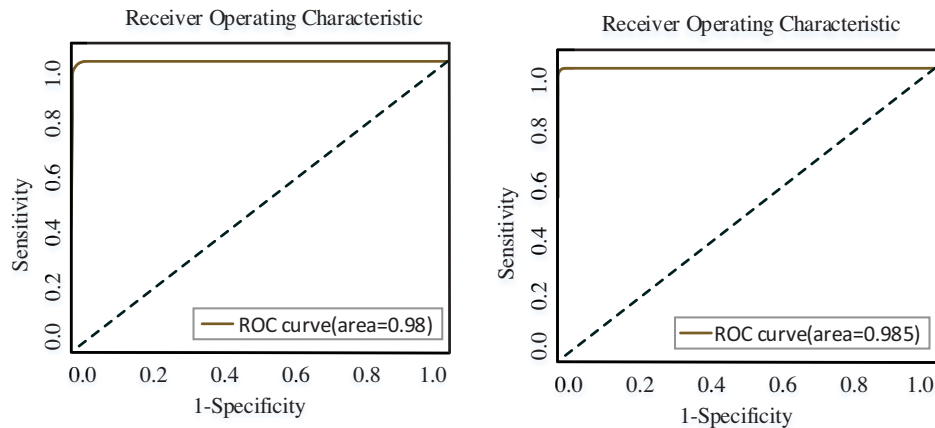 Receiver Operating Characteristic
Sensitivity
1.0
0.8
0.6
0.4
0.2
0.0
ROC curve(area=0.98)
0.0 0.2 0.4 0.6 0.8 1.0
1-Specificity
Receiver Operating Characteristic
Sensitivity
1.0
0.8
0.6
0.4
0.2
0.0
ROC curve(area=0.985)
0.0 0.2 0.4 0.6 0.8 1.0
1-Specificity